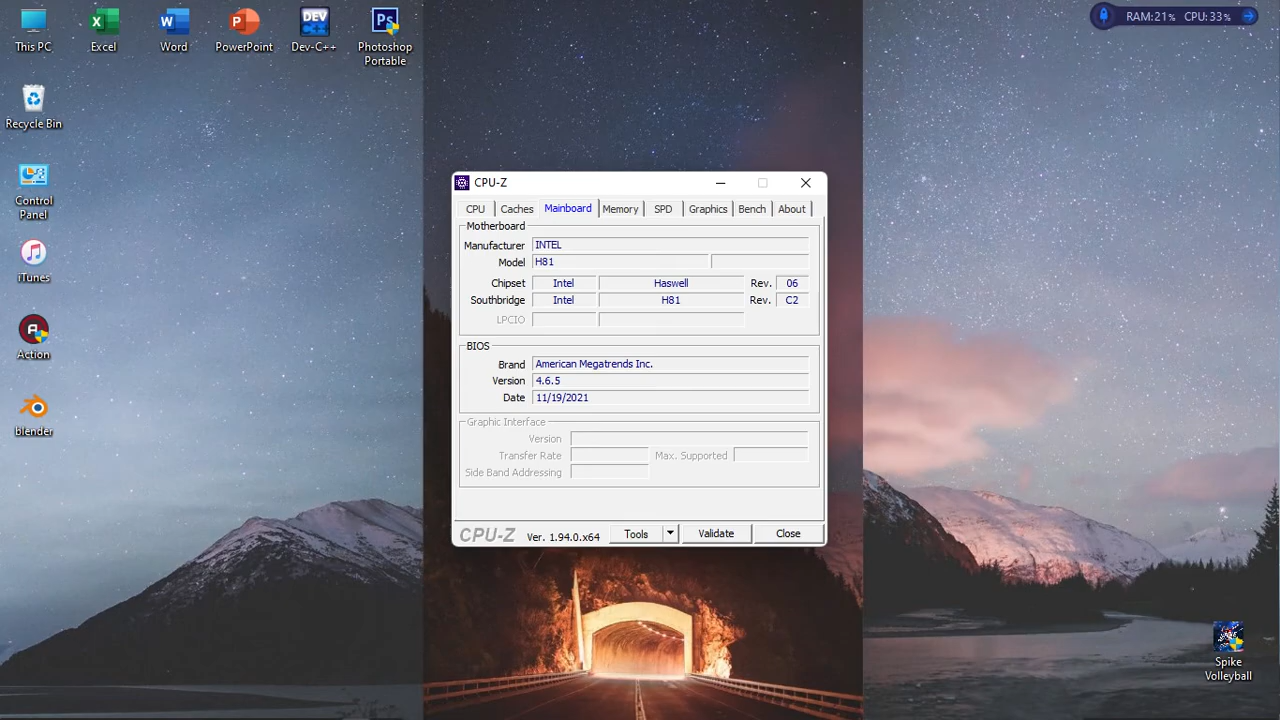 This PC
Excel
Word
PowerPoint
DEV C++
Dev-C++
Ps
Photoshop
Portable
RAM:21% CPU:33%
Recycle Bin
Control
Panel
iTunes
Action
blender
CPU-Z
CPU Caches Mainboard Memory SPD Graphics Bench About
Motherboard
Manufacturer INTEL
Model H81
Chipset Intel Haswell Rev. 06
Southbridge Intel H81 Rev. C2
LPCIO
BIOS
Brand American Megatrends Inc.
Version 4.6.5
Date 11/19/2021
Graphic Interface
Version
Transfer Rate Max. Supported
Side Band Addressing
CPU-Z Ver. 1.94.0.x64 Tools Validate Close
Spike
Volleyball